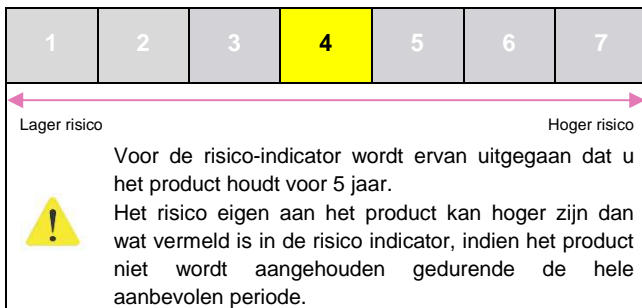 1 2 3 4 5 6 7
Lager risico Hoger risico
Voor de risico-indicator wordt ervan uitgegaan dat u
het product houdt voor 5 jaar.
Het risico eigen aan het product kan hoger zijn dan
wat vermeld is in de risico indicator, indien het product
niet wordt aangehouden gedurende de hele
aanbevolen periode.